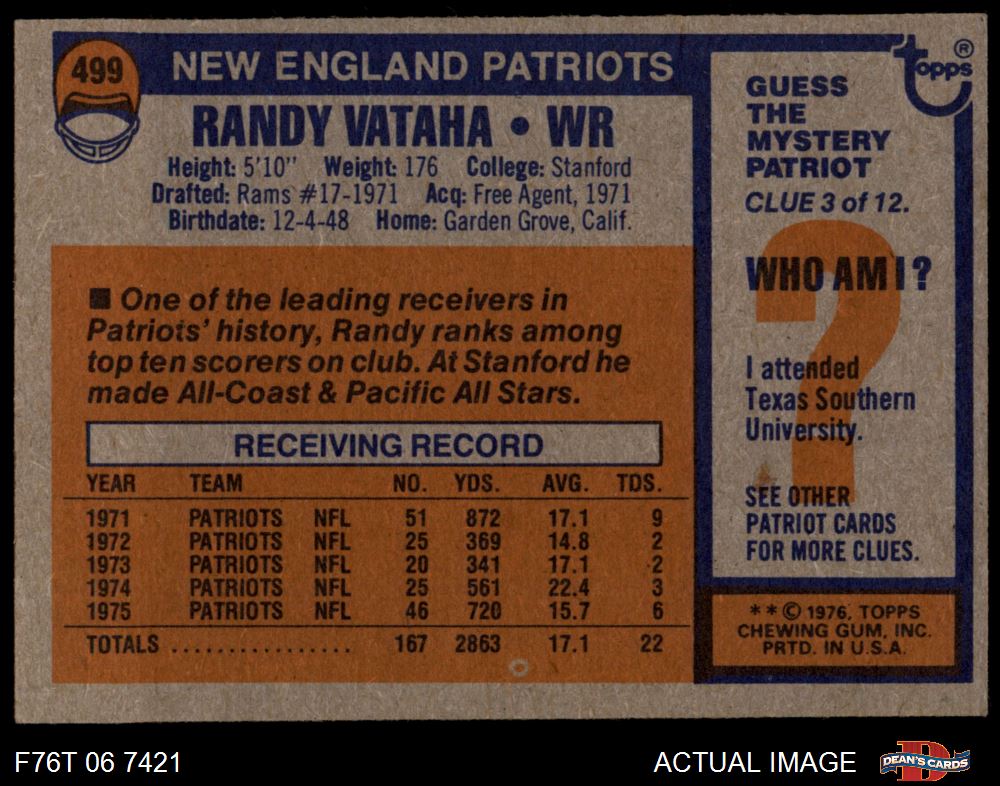 499
NEW ENGLAND PATRIOTS
RANDY VATAHA • WR
Height: 5'10" Weight: 176 College: Stanford
Drafted: Rams #17-1971 Acq: Free Agent, 1971
Birthdate: 12-4-48 Home: Garden Grove, Calif.
■ One of the leading receivers in
Patriots' history, Randy ranks among
top ten scorers on club. At Stanford he
made All-Coast & Pacific All Stars.
RECEIVING RECORD
YEAR TEAM NO. YDS. AVG. TDS.
1971 PATRIOTS NFL 51 872 17.1 9
1972 PATRIOTS NFL 25 369 14.8 2
1973 PATRIOTS NFL 20 341 17.1 2
1974 PATRIOTS NFL 25 561 22.4 3
1975 PATRIOTS NFL 46 720 15.7 6
TOTALS ................ 167 2863 17.1 22
topps ®
GUESS
THE
MYSTERY
PATRIOT
CLUE 3 of 12.
?
WHO AM I?
I attended
Texas Southern
University.
SEE OTHER
PATRIOT CARDS
FOR MORE CLUES.
* * © 1976, TOPPS
CHEWING GUM, INC.
PRTD. IN U.S.A.
F76T 06 7421
ACTUAL IMAGE
D
DEAN'S CARDS